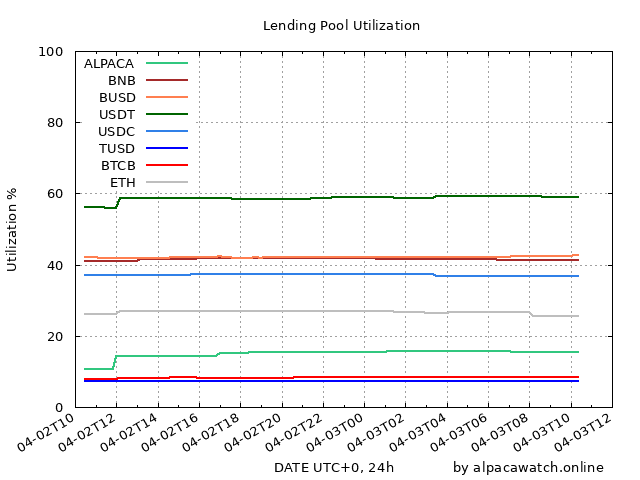 Lending Pool Utilization
Utilization %
100
80
60
40
20
0
ALPACA
BNB
BUSD
USDT
USDC
TUSD
BTCB
ETH
04-02T10
04-02T12
04-02T14
04-02T16
04-02T18
04-02T20
04-02T22
04-03T00
04-03T02
04-03T04
04-03T06
04-03T08
04-03T10
04-03T12
DATE UTC+0, 24h
by alpacawatch.online